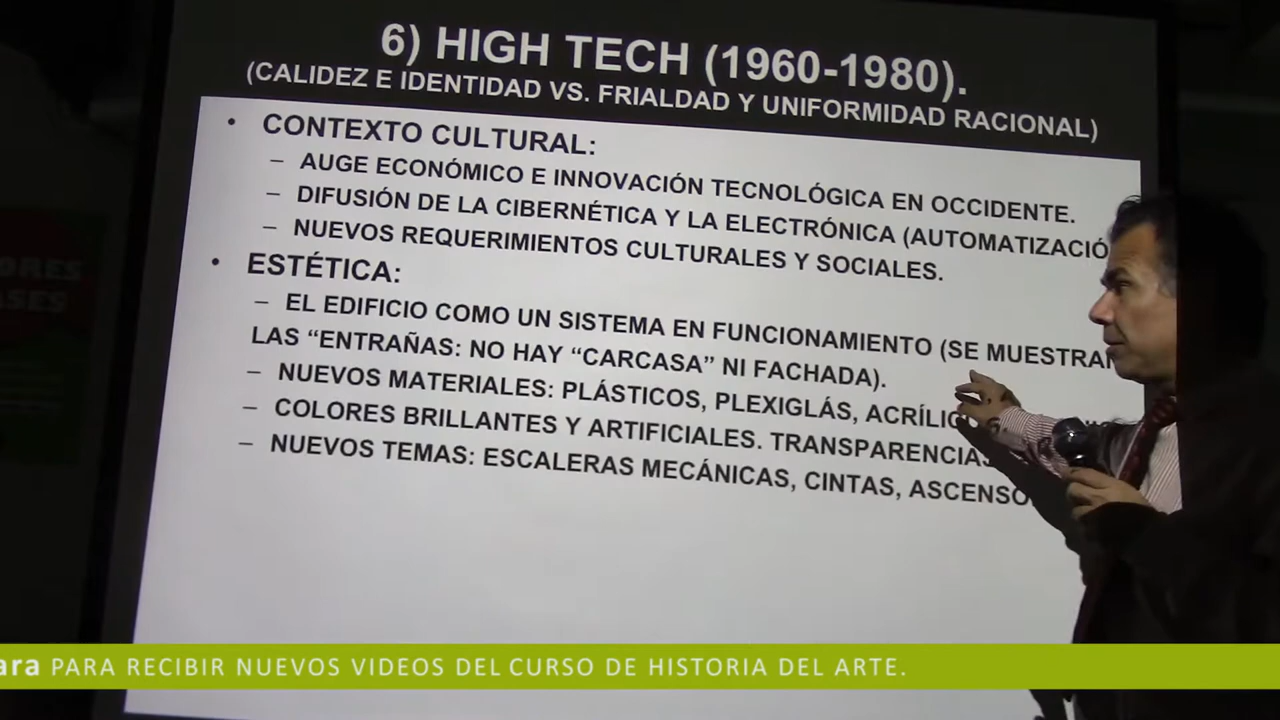 6) HIGH TECH (1960-1980).
(CALIDEZ E IDENTIDAD VS. FRIALDAD Y UNIFORMIDAD RACIONAL)
• CONTEXTO CULTURAL:
– AUGE ECONÓMICO E INNOVACIÓN TECNOLÓGICA EN OCCIDENTE.
– DIFUSIÓN DE LA CIBERNÉTICA Y LA ELECTRÓNICA (AUTOMATIZACIÓ
– NUEVOS REQUERIMIENTOS CULTURALES Y SOCIALES.
• ESTÉTICA:
– EL EDIFICIO COMO UN SISTEMA EN FUNCIONAMIENTO (SE MUESTRAN
LAS “ENTRAÑAS: NO HAY “CARCASA” NI FACHADA).
– NUEVOS MATERIALES: PLÁSTICOS, PLEXIGLÁS, ACRÍLIC
– COLORES BRILLANTES Y ARTIFICIALES. TRANSPARENCIAS
– NUEVOS TEMAS: ESCALERAS MECÁNICAS, CINTAS, ASCENSO
ara PARA RECIBIR NUEVOS VIDEOS DEL CURSO DE HISTORIA DEL ARTE.